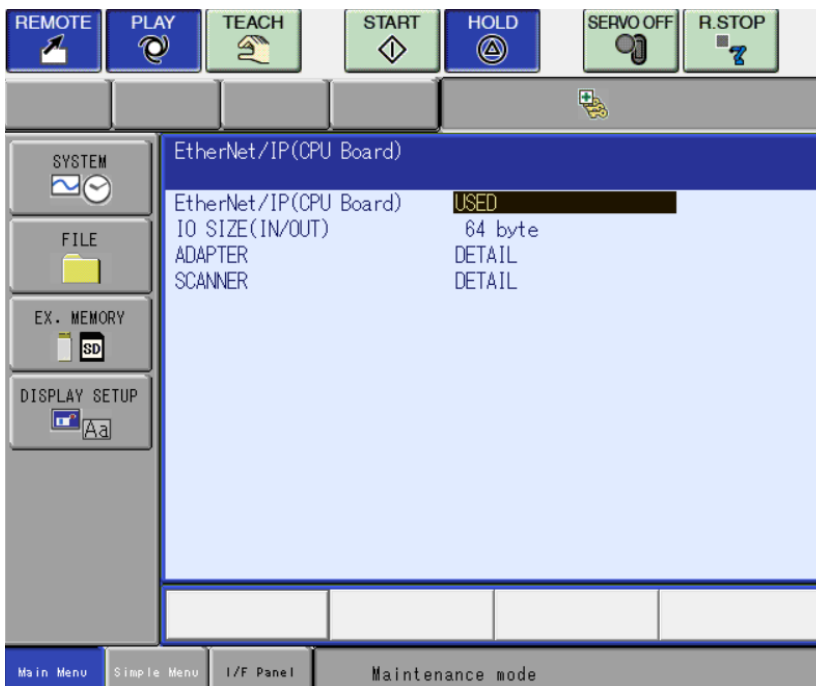 REMOTE PLAY TEACH START HOLD SERVO OFF R.STOP
SYSTEM
FILE
EX. MEMORY
SD
DISPLAY SETUP
Aa
EtherNet/IP(CPU Board)
EtherNet/IP(CPU Board) USED
IO SIZE(IN/OUT) 64 byte
ADAPTER DETAIL
SCANNER DETAIL
Main Menu Simple Menu I/F Panel Maintenance mode